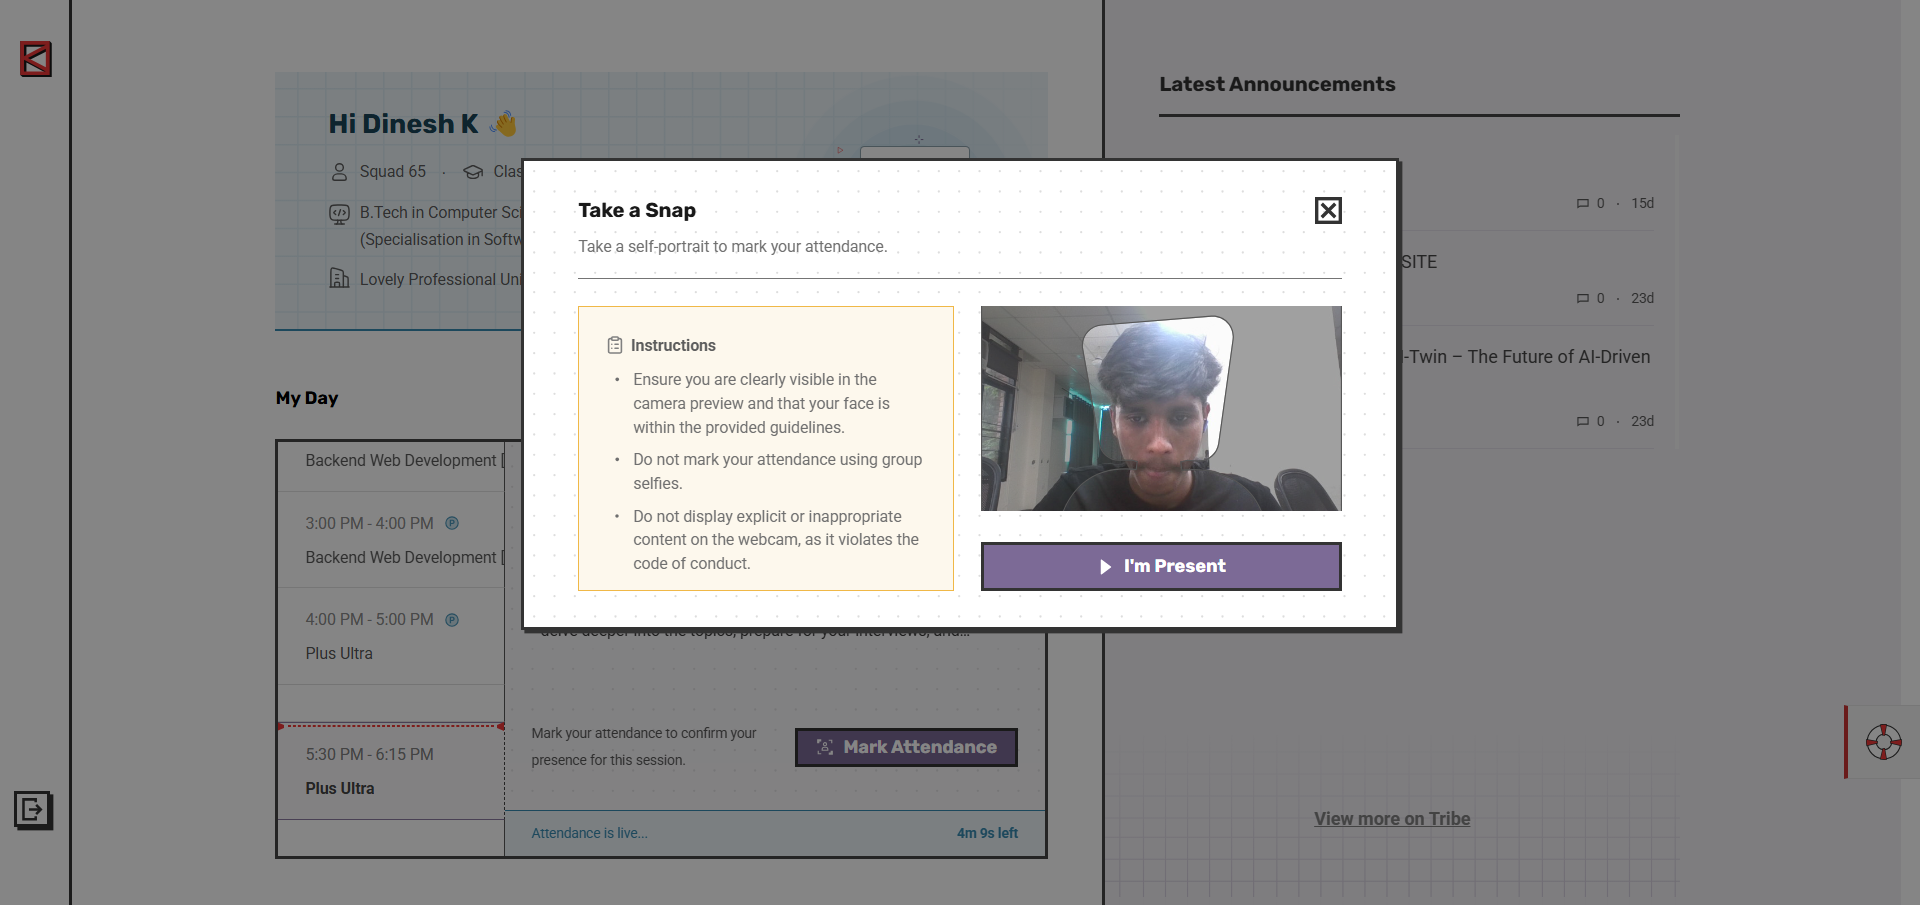 Hi Dinesh K 👋
Squad 65 · Clas
B.Tech in Computer Sci
(Specialisation in Softw
Lovely Professional Uni
My Day
Backend Web Development [
3:00 PM - 4:00 PM Ⓟ
Backend Web Development [
4:00 PM - 5:00 PM Ⓟ
Plus Ultra
5:30 PM - 6:15 PM
Plus Ultra
Take a Snap
Take a self-portrait to mark your attendance.
Instructions
• Ensure you are clearly visible in the
camera preview and that your face is
within the provided guidelines.
• Do not mark your attendance using group
selfies.
• Do not display explicit or inappropriate
content on the webcam, as it violates the
code of conduct.
I'm Present
delve deeper into the topics, prepare for your interviews, and...
Mark your attendance to confirm your
presence for this session.
Mark Attendance
Attendance is live...
4m 9s left
Latest Announcements
0 · 15d
SITE
0 · 23d
-Twin – The Future of AI-Driven
0 · 23d
View more on Tribe